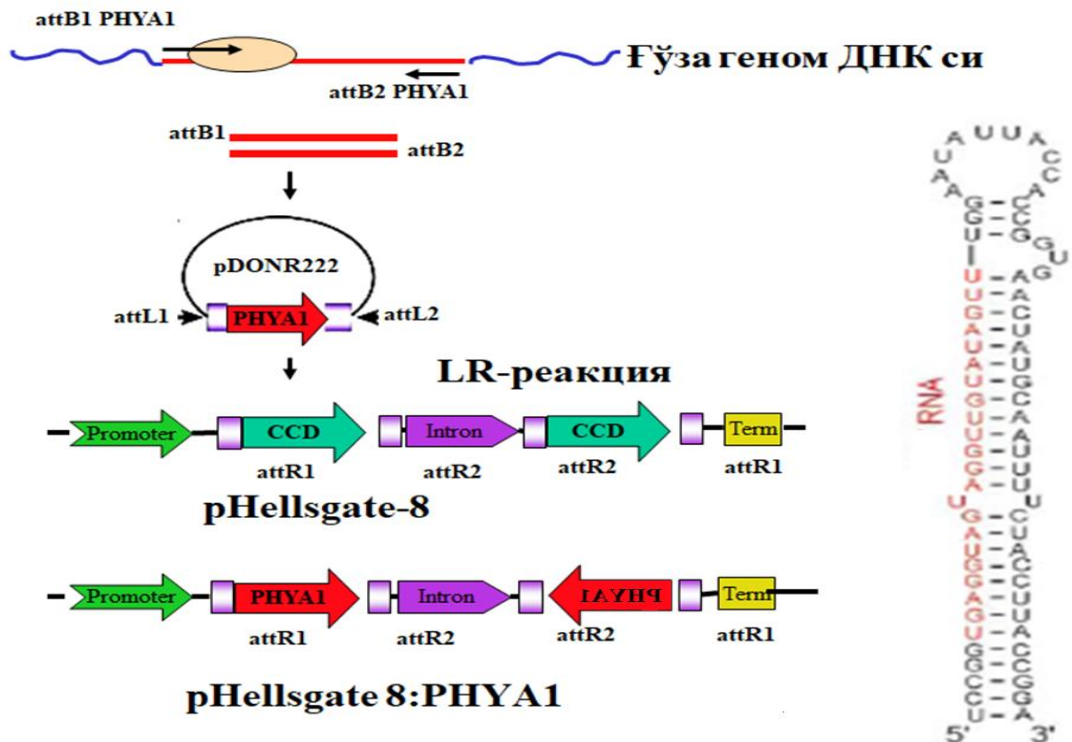 attB1 PHYA1
Ғўза геном ДНК си
attB2 PHYA1
attB1
attB2
pDONR222
attL1
PHYA1
attL2
LR-реакция
Promoter
CCD
Intron
CCD
Term
attR1
attR2
attR2
attR1
pHellsgate-8
Promoter
PHYA1
Intron
PHYA1
Term
attR1
attR2
attR2
attR1
pHellsgate 8:PHYA1
RNA
5' 3'